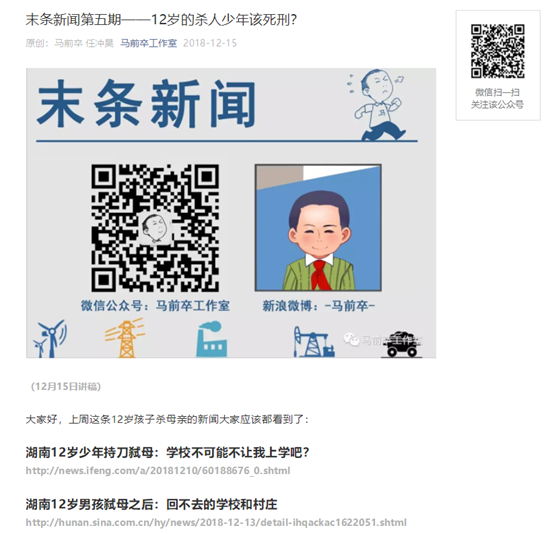 末条新闻第五期——12岁的杀人少年该死刑？
原创： 马前卒 任冲昊 马前卒工作室 2018-12-15
微信扫一扫
关注该公众号
末条新闻
微信公众号：马前卒工作室
新浪微博：-马前卒-
马前卒工作室
（12月15日讲稿）
大家好，上周这条12岁孩子杀母亲的新闻大家应该都看到了：
湖南12岁少年持刀弑母：学校不可能不让我上学吧？
http://news.ifeng.com/a/20181210/60188676_0.shtml
湖南12岁男孩弑母之后：回不去的学校和村庄
http://hunan.sina.com.cn/hy/news/2018-12-13/detail-ihqackac1622051.shtml